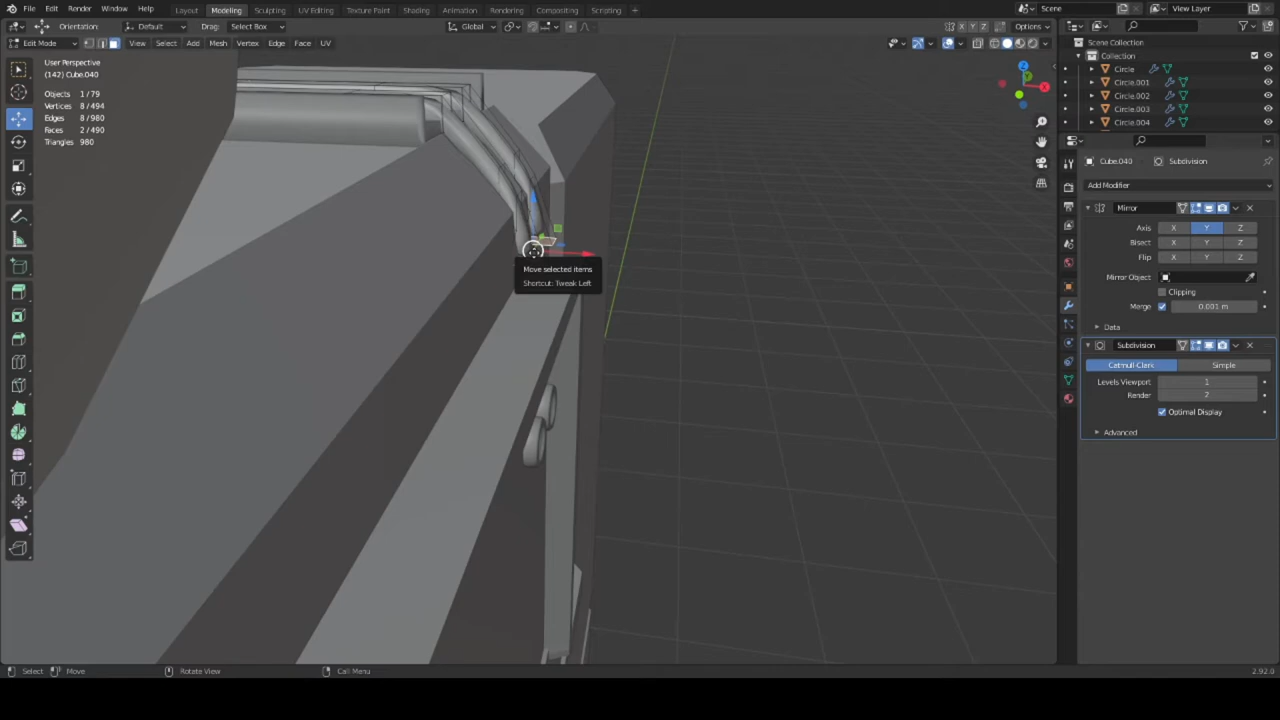 File Edit Render Window Help Layout Modeling Sculpting UV Editing Texture Paint Shading Animation Rendering Compositing Scripting + Scene View Layer
Orientation Default Drag: Select Box Global X Y Z Options
Edit Mode View Select Add Mesh Vertex Edge Face UV
User Perspective
(142) Cube.040
Objects 1/79
Vertices 8/494
Edges 8/980
Faces 2/490
Triangles 980
Z
X
Move selected items
Shortcut: Tweak Left
Scene Collection
Collection
Circle
Circle.001
Circle.002
Circle.003
Circle.004
Cube.040 Subdivision
Add Modifier
Mirror
Axis X Y Z
Bisect X Y Z
Flip X Y Z
Mirror Object
Clipping
Merge 0.001 m
Data
Subdivision
Catmull-Clark Simple
Levels Viewport 1
Render 2
Optimal Display
Advanced
Select Move Rotate View Call Menu 2.92.0